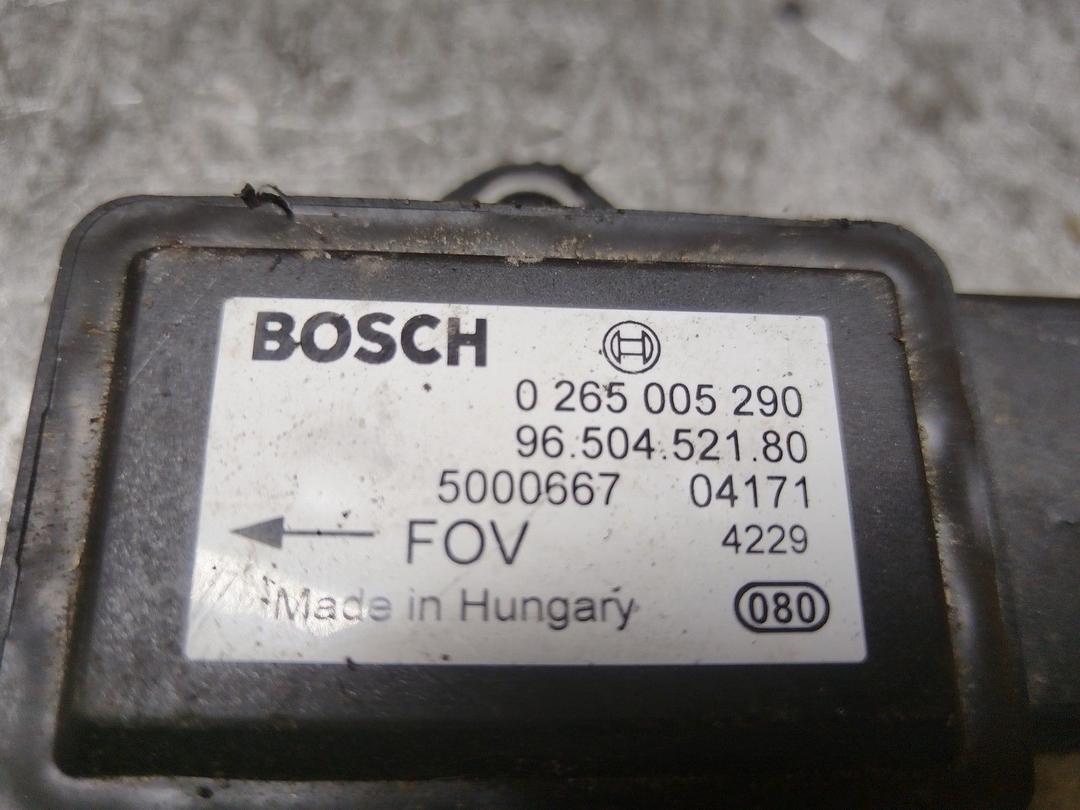 BOSCH
0 265 005 290
96.504.521.80
5000667 04171
FOV 4229
Made in Hungary 080